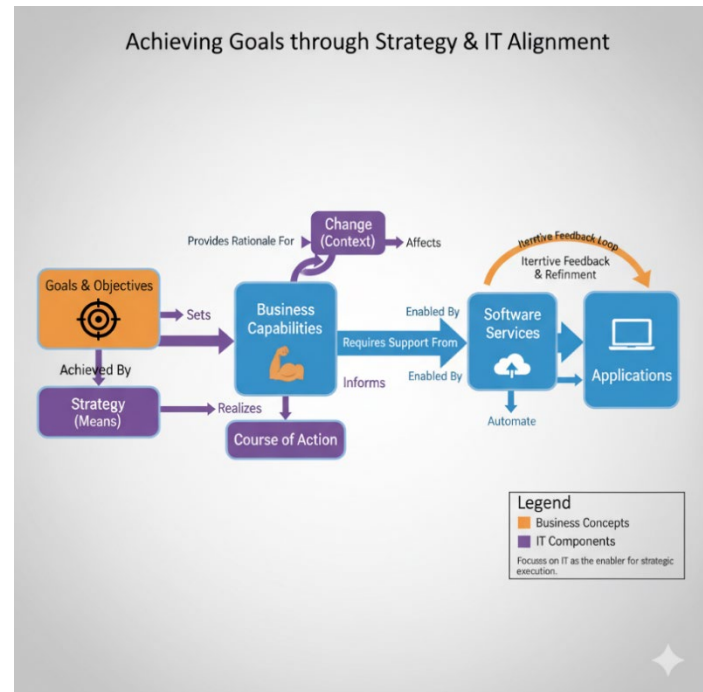 Achieving Goals through Strategy & IT Alignment
Change
(Context)
Provides Rationale For
Affects
Iterrtive Feedback Loop
Iterrtive Feedback
& Refinment
Goals & Objectives
Sets
Business
Capabilities
Enabled By
Requires Support From
Enabled By
Software
Services
Applications
Achieved By
Informs
Strategy
(Means)
Realizes
Course of Action
Automate
Legend
Business Concepts
IT Components
Focuses on IT as the enabler for strategic
execution.